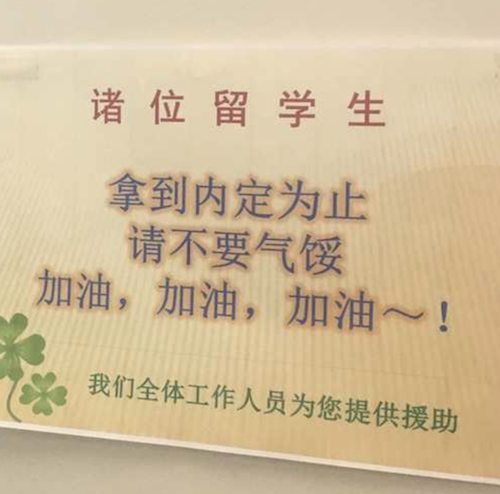 诸位留学生
拿到内定为止
请不要气馁
加油，加油，加油～！
我们全体工作人员为您提供援助